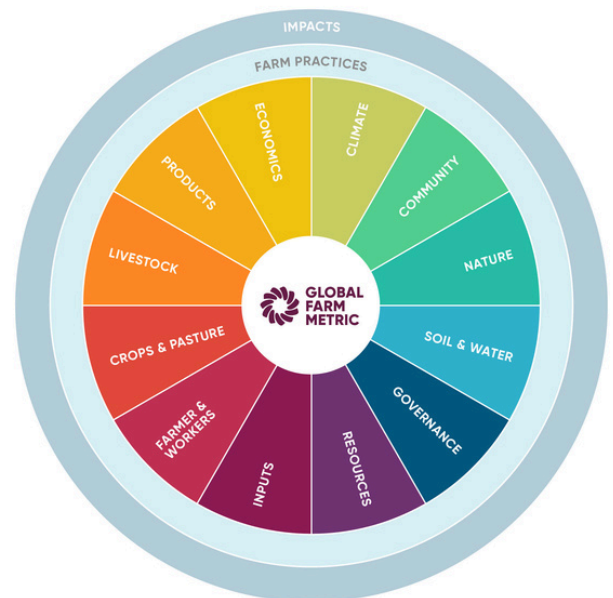 IMPACTS
FARM PRACTICES
ECONOMICS
CLIMATE
PRODUCTS
COMMUNITY
LIVESTOCK
NATURE
GLOBAL
FARM
METRIC
CROPS & PASTURE
SOIL & WATER
FARMER &
WORKERS
GOVERNANCE
INPUTS
RESOURCES